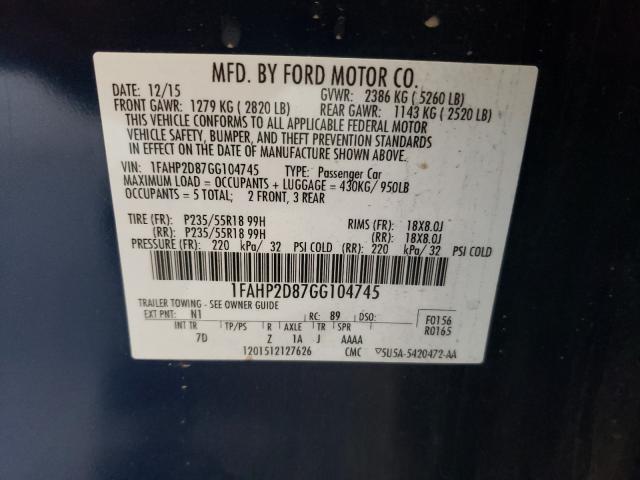 MFD. BY FORD MOTOR CO.
DATE: 12/15 GVWR: 2386 KG ( 5260 LB)
FRONT GAWR: 1279 KG ( 2820 LB) REAR GAWR: 1143 KG ( 2520 LB)
THIS VEHICLE CONFORMS TO ALL APPLICABLE FEDERAL MOTOR
VEHICLE SAFETY, BUMPER, AND THEFT PREVENTION STANDARDS
IN EFFECT ON THE DATE OF MANUFACTURE SHOWN ABOVE.
VIN: 1FAHP2D87GG104745 TYPE: Passenger Car
MAXIMUM LOAD = OCCUPANTS + LUGGAGE = 430KG/ 950LB
OCCUPANTS = 5 TOTAL; 2 FRONT, 3 REAR
TIRE (FR): P235/55R18 99H RIMS (FR): 18X8.0J
(RR): P235/55R18 99H (RR): 18X8.0J
PRESSURE (FR): 220 kPa/ 32 PSI COLD (RR): 220 kPa/ 32 PSI COLD
1FAHP2D87GG104745
TRAILER TOWING - SEE OWNER GUIDE
EXT PNT: N1 RC: 89 F0156
INT TR TP/PS R AXLE TR SPR R0165
7D Z 1A J AAAA
1201512127626 CMC ▽5U5A-5420472-AA